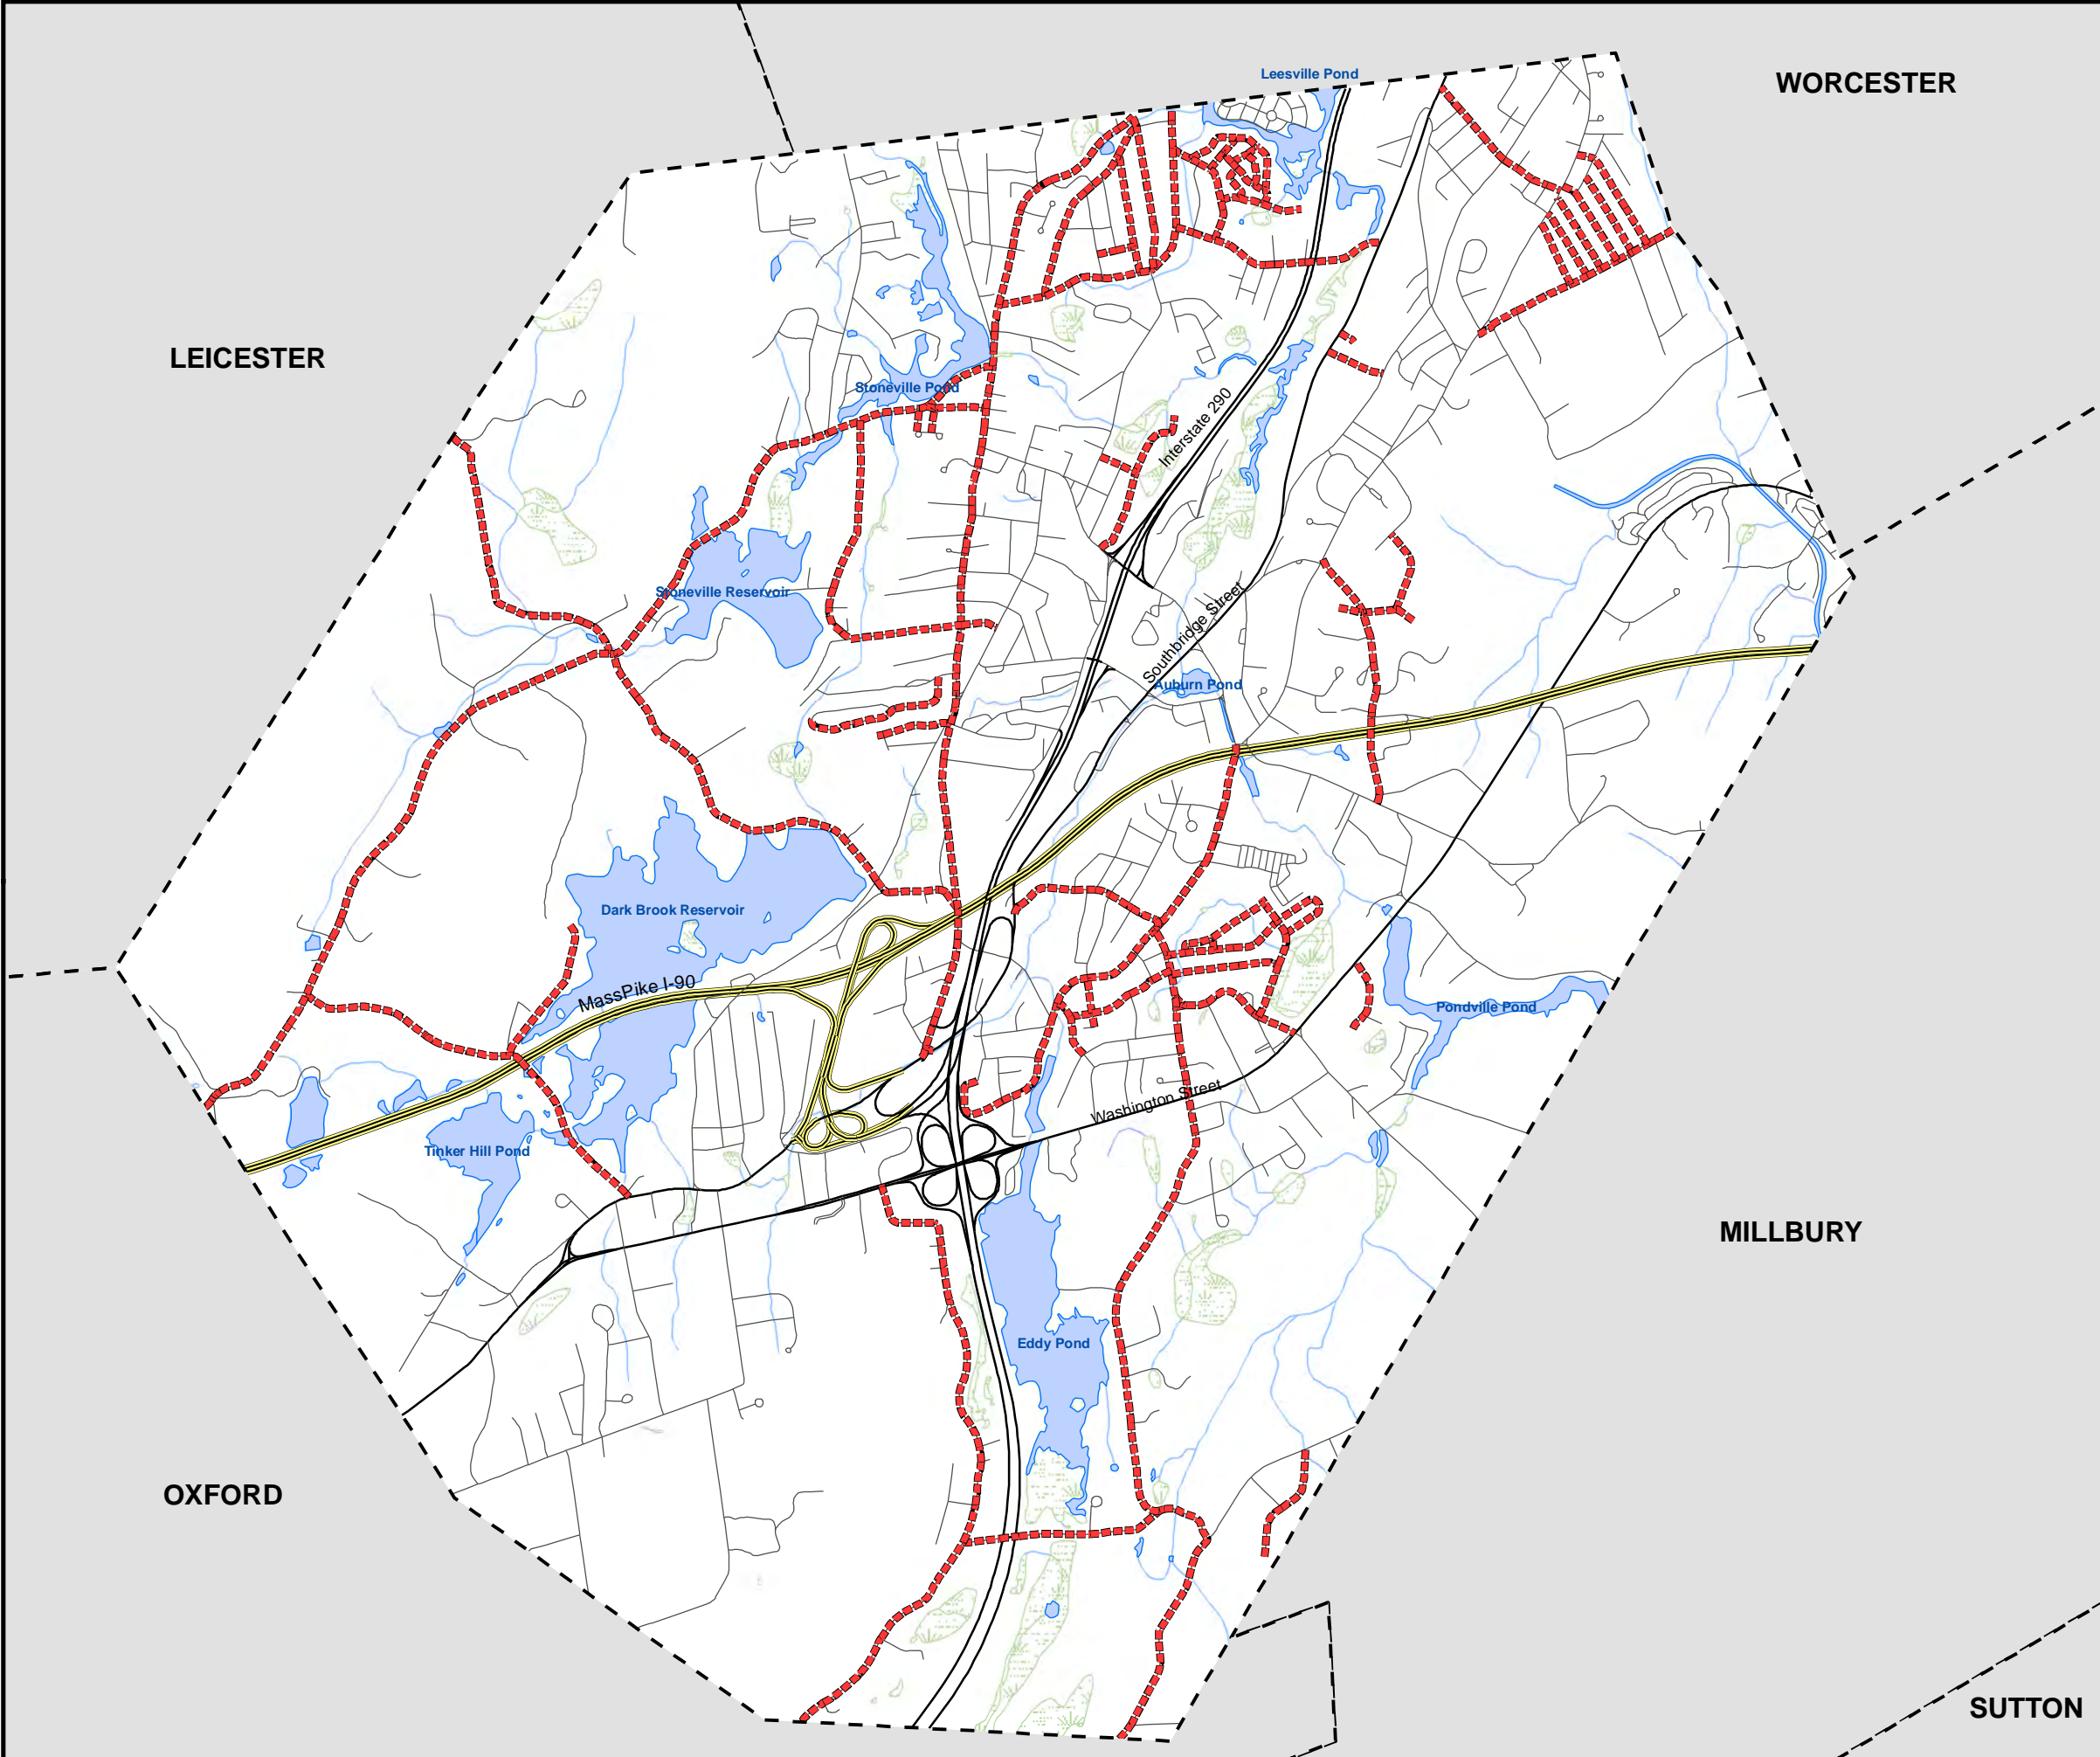 Leesville Pond
WORCESTER
LEICESTER
Stoneville Pond
Interstate 290
Stoneville Reservoir
Southbridge Street
Auburn Pond
Dark Brook Reservoir
MassPike I-90
Pondville Pond
Washington Street
Tinker Hill Pond
MILLBURY
Eddy Pond
OXFORD
SUTTON